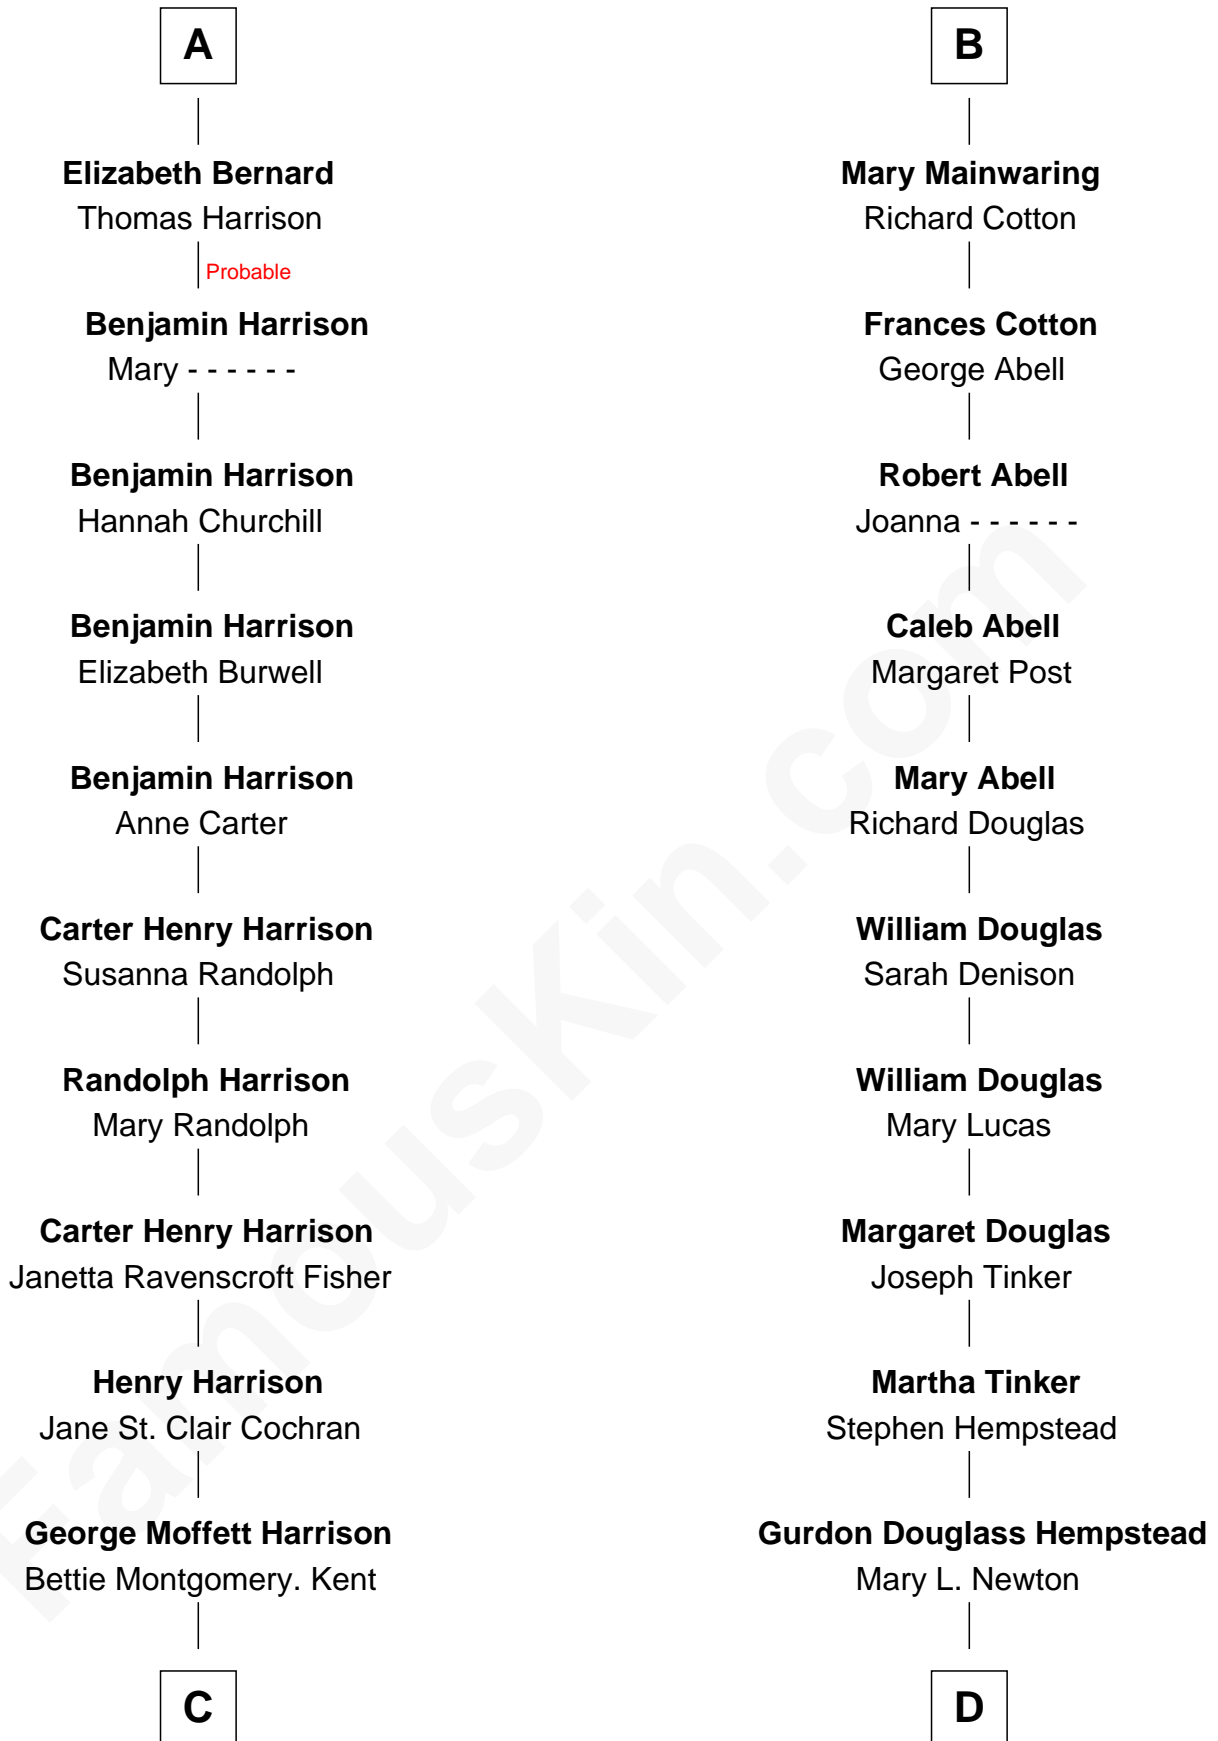 A
Elizabeth Bernard
Thomas Harrison
Probable
Benjamin Harrison
Mary - - - - - -
Benjamin Harrison
Hannah Churchill
Benjamin Harrison
Elizabeth Burwell
Benjamin Harrison
Anne Carter
Carter Henry Harrison
Susanna Randolph
Randolph Harrison
Mary Randolph
Carter Henry Harrison
Janetta Ravenscroft Fisher
Henry Harrison
Jane St. Clair Cochran
George Moffett Harrison
Bettie Montgomery. Kent
C
B
Mary Mainwaring
Richard Cotton
Frances Cotton
George Abell
Robert Abell
Joanna - - - - - -
Caleb Abell
Margaret Post
Mary Abell
Richard Douglas
William Douglas
Sarah Denison
William Douglas
Mary Lucas
Margaret Douglas
Joseph Tinker
Martha Tinker
Stephen Hempstead
Gurdon Douglass Hempstead
Mary L. Newton
D
FamousKin.com